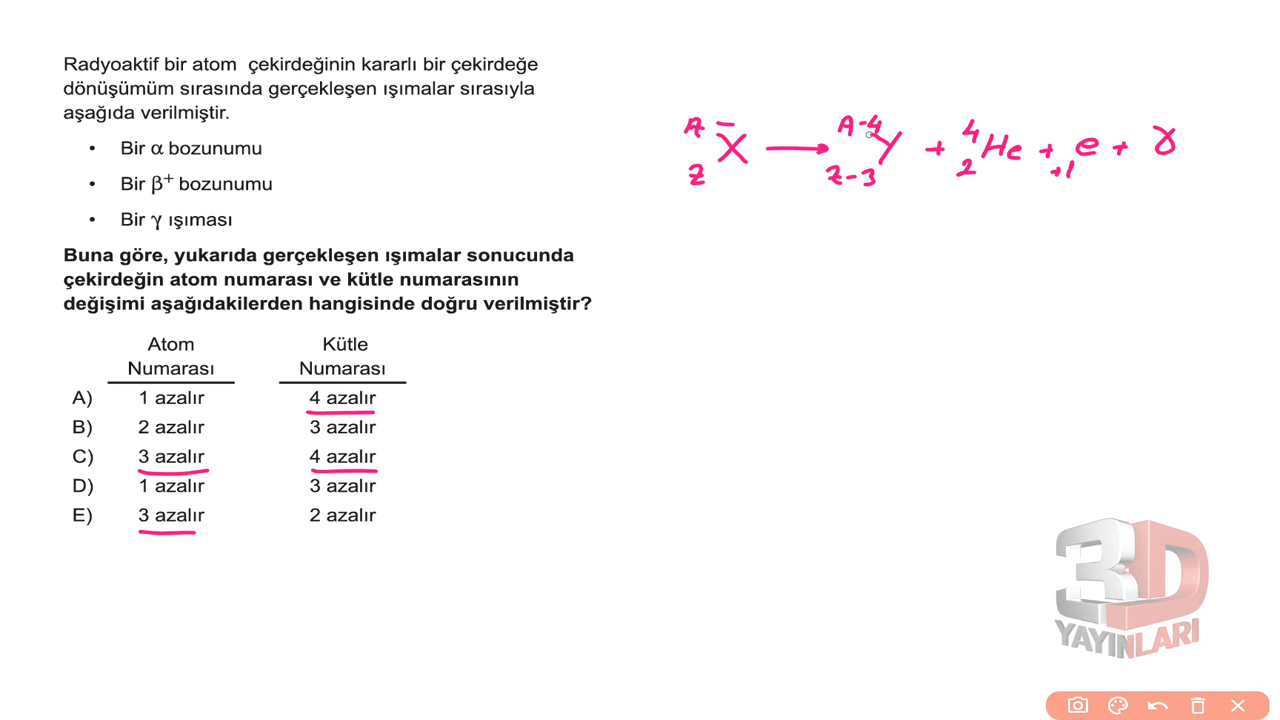 Radyoaktif bir atom çekirdeğinin kararlı bir çekirdeğe
dönüşümüm sırasında gerçekleşen ışımalar sırasıyla
aşağıda verilmiştir.
• Bir α bozunumu
• Bir β⁺ bozunumu
• Bir γ ışıması
Buna göre, yukarıda gerçekleşen ışımalar sonucunda
çekirdeğin atom numarası ve kütle numarasının
değişimi aşağıdakilerden hangisinde doğru verilmiştir?
Atom Kütle
Numarası Numarası
A) 1 azalır 4 azalır
B) 2 azalır 3 azalır
C) 3 azalır 4 azalır
D) 1 azalır 3 azalır
E) 3 azalır 2 azalır
A A-4 4
X → Y + He + e + γ
Z Z-3 2 +1
3D
YAYINLARI